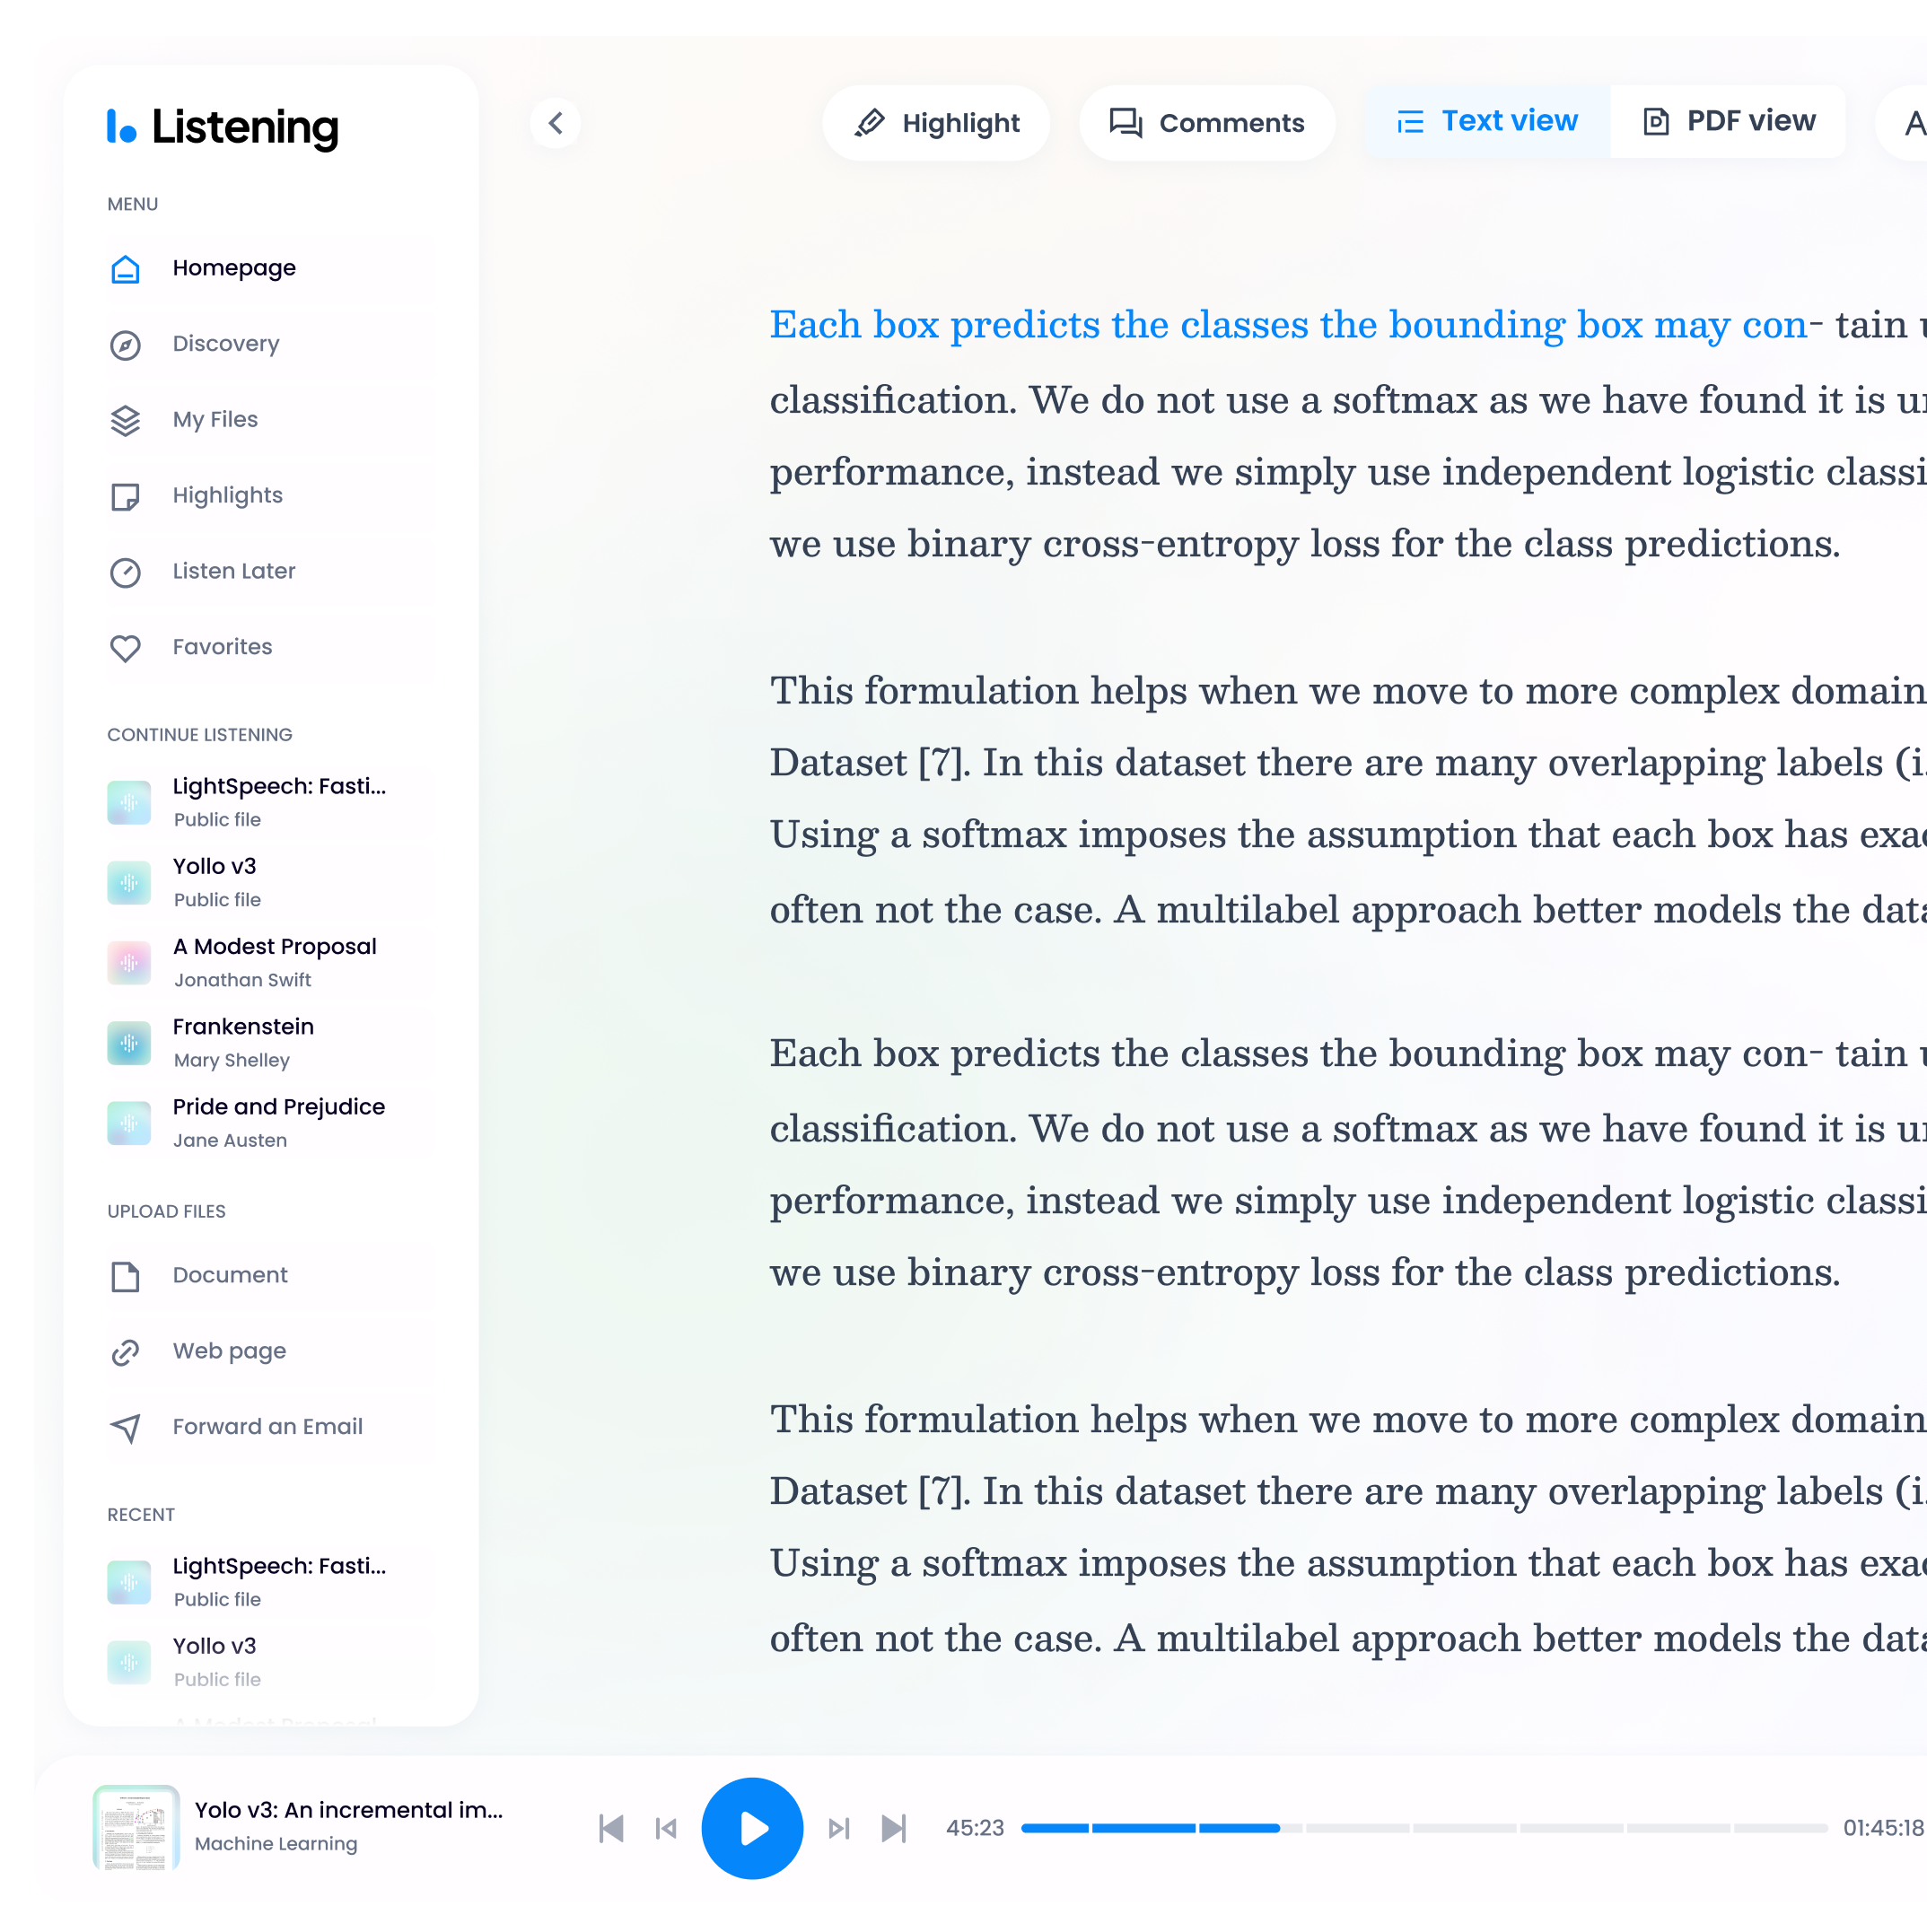 Listening
MENU
Homepage
Discovery
My Files
Highlights
Listen Later
Favorites
CONTINUE LISTENING
LightSpeech: Fasti...
Public file
Yollo v3
Public file
A Modest Proposal
Jonathan Swift
Frankenstein
Mary Shelley
Pride and Prejudice
Jane Austen
UPLOAD FILES
Document
Web page
Forward an Email
RECENT
LightSpeech: Fasti...
Public file
Yollo v3
Public file
A Modest Proposal
Highlight
Comments
Text view
PDF view
A
Each box predicts the classes the bounding box may con- tain
classification. We do not use a softmax as we have found it is
performance, instead we simply use independent logistic
we use binary cross-entropy loss for the class predictions.
This formulation helps when we move to more complex
Dataset [7]. In this dataset there are many overlapping labels
Using a softmax imposes the assumption that each box has
often not the case. A multilabel approach better models the
Each box predicts the classes the bounding box may con- tain
classification. We do not use a softmax as we have found it is
performance, instead we simply use independent logistic
we use binary cross-entropy loss for the class predictions.
This formulation helps when we move to more complex
Dataset [7]. In this dataset there are many overlapping labels
Using a softmax imposes the assumption that each box has
often not the case. A multilabel approach better models the
Yolo v3: An incremental im...
Machine Learning
45:23
01:45:18